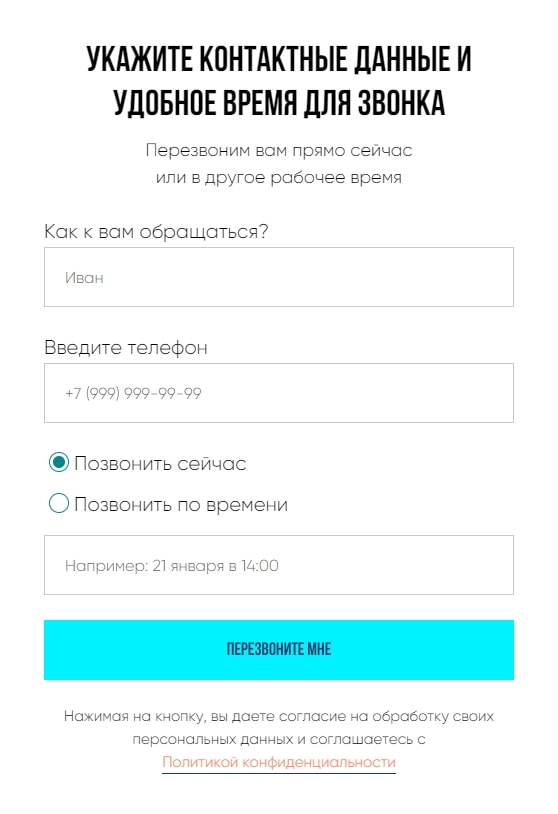 УКАЖИТЕ КОНТАКТНЫЕ ДАННЫЕ И
УДОБНОЕ ВРЕМЯ ДЛЯ ЗВОНКА
Перезвоним вам прямо сейчас
или в другое рабочее время
Как к вам обращаться?
Иван
Введите телефон
+7 (999) 999-99-99
Позвонить сейчас
Позвонить по времени
Например: 21 января в 14:00
ПЕРЕЗВОНИТЕ МНЕ
Нажимая на кнопку, вы даете согласие на обработку своих
персональных данных и соглашаетесь с
Политикой конфиденциальности